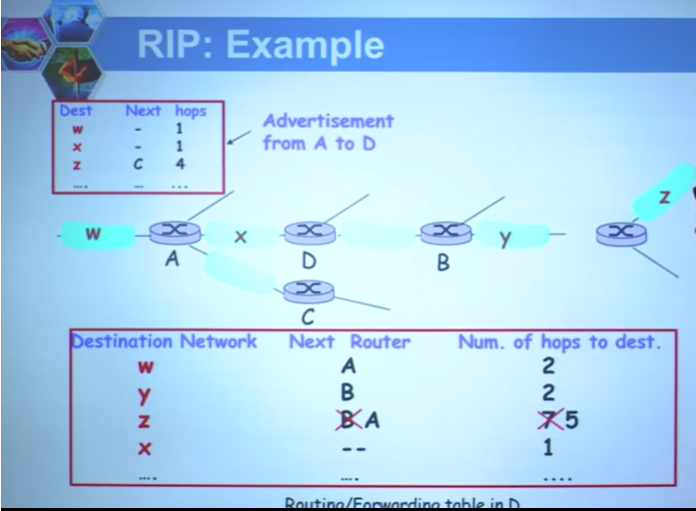 RIP: Example
Dest Next hops
w - 1
x - 1
z C 4
.... ... ...
Advertisement
from A to D
z
w
x
y
A
D
B
C
Destination Network Next Router Num. of hops to dest.
w A 2
y B 2
z B A 7 5
x -- 1
.... .... ....
Routing/Forwarding table in D